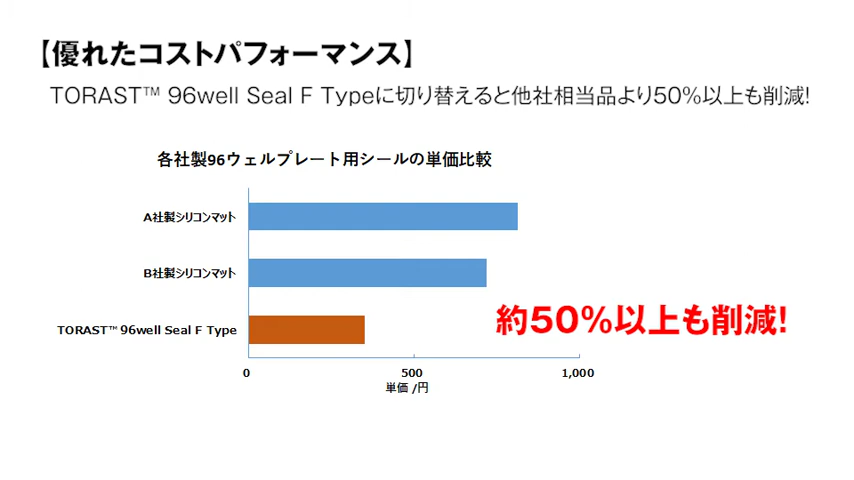 【優れたコストパフォーマンス】
TORAST™ 96well Seal F Typeに切り替えると他社相当品より50%以上も削減!
各社製96ウェルプレート用シールの単価比較
A社製シリコンマット
B社製シリコンマット
TORAST™ 96well Seal F Type
約50%以上も削減!
0 500 1,000
単価 /円